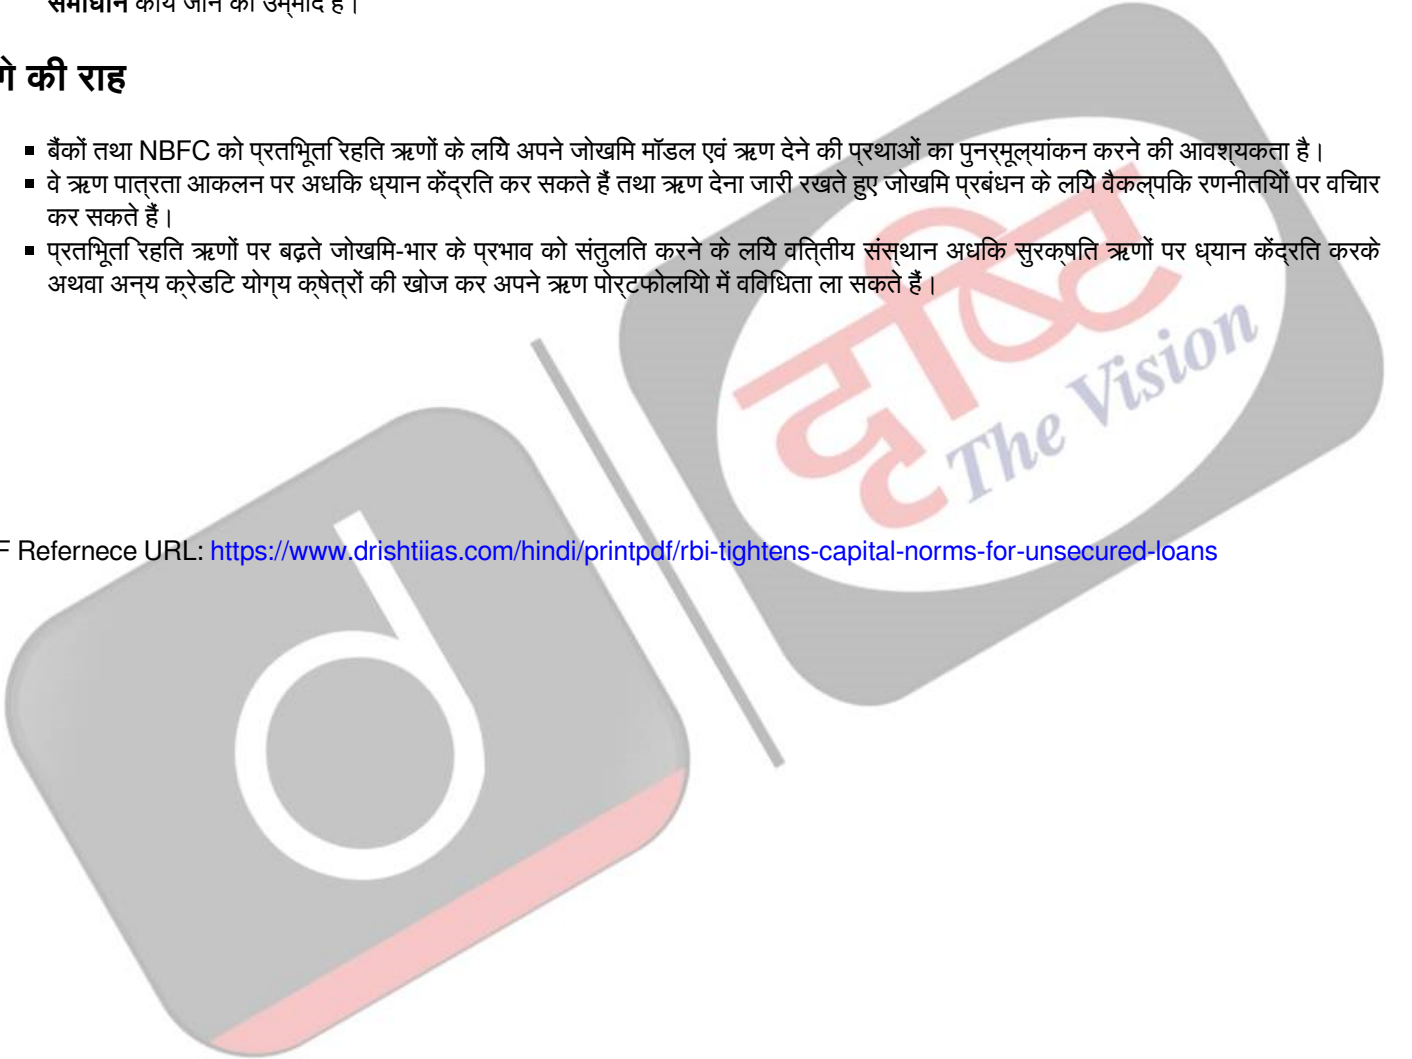 समाधान किये जाने की उम्मीद है।
गे की राह
बैंकों तथा NBFC को प्रतिभूति रहित ऋणों के लिये अपने जोखिम मॉडल एवं ऋण देने की प्रथाओं का पुनर्मूल्यांकन करने की आवश्यकता है।
वे ऋण पात्रता आकलन पर अधिक ध्यान केंद्रित कर सकते हैं तथा ऋण देना जारी रखते हुए जोखिम प्रबंधन के लिये वैकल्पिक रणनीतियों पर विचार
कर सकते हैं।
प्रतिभूति रहित ऋणों पर बढ़ते जोखिम-भार के प्रभाव को संतुलित करने के लिये वित्तीय संस्थान अधिक सुरक्षित ऋणों पर ध्यान केंद्रित करके
अथवा अन्य क्रेडिट योग्य क्षेत्रों की खोज कर अपने ऋण पोर्टफोलियो में विविधता ला सकते हैं।
दृष्टि
The Vision
F Refernece URL: https://www.drishtiias.com/hindi/printpdf/rbi-tightens-capital-norms-for-unsecured-loans